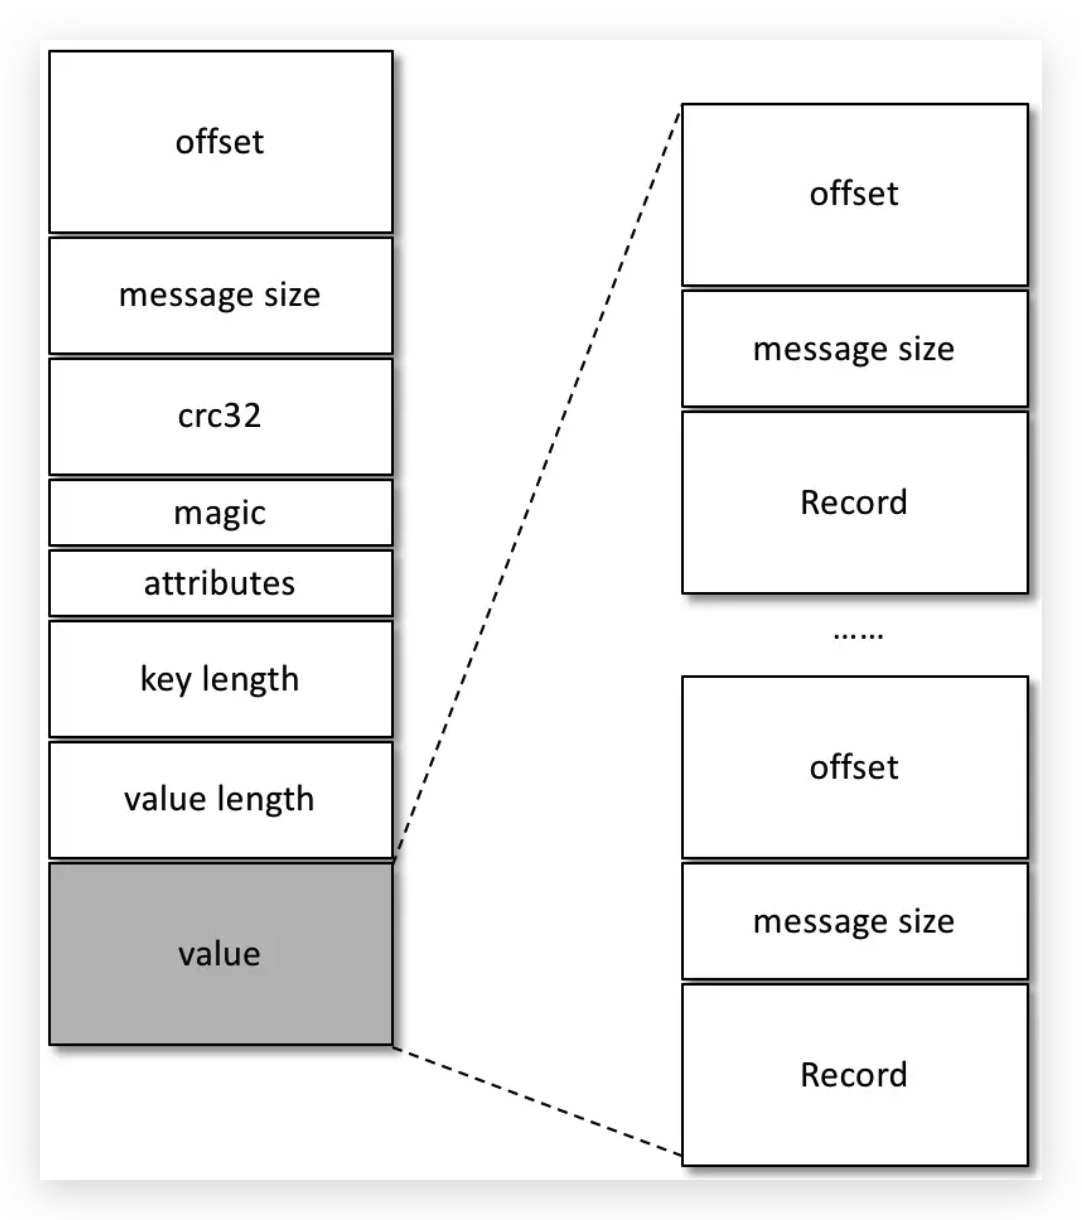 offset
message size
crc32
magic
attributes
key length
value length
value
offset
message size
Record
......
offset
message size
Record